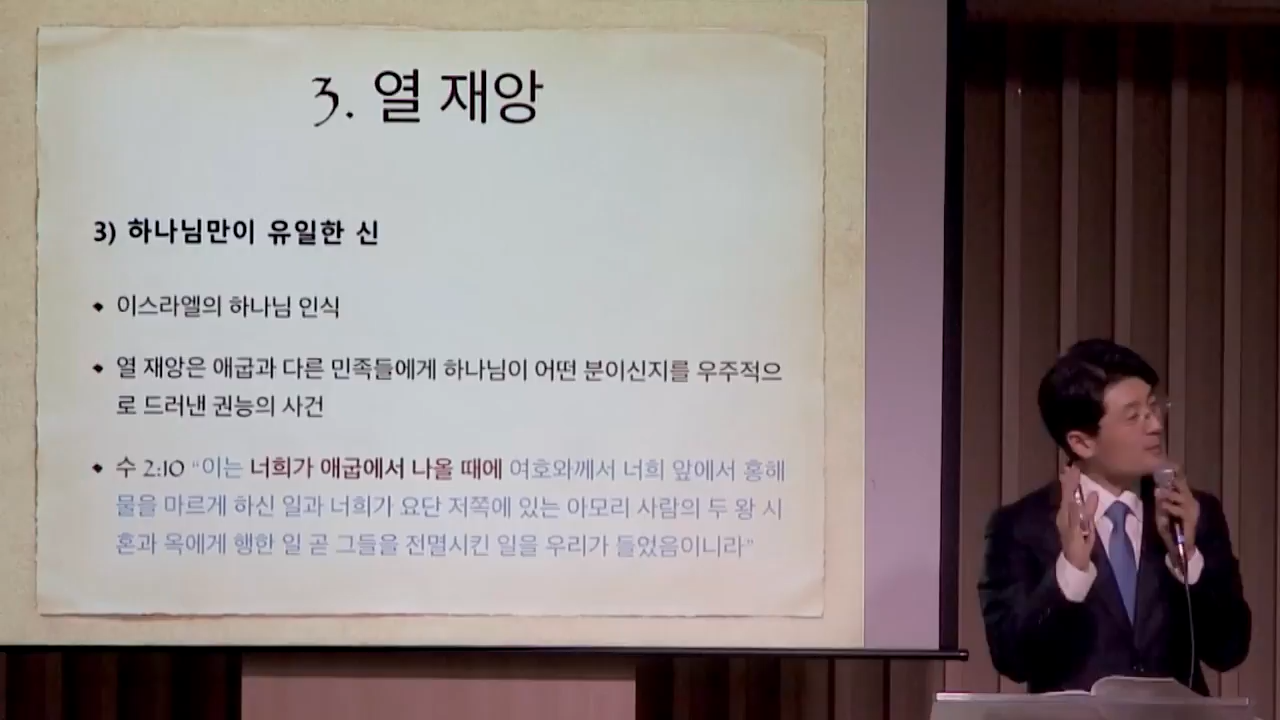 3. 열 재앙
3) 하나님만이 유일한 신
• 이스라엘의 하나님 인식
• 열 재앙은 애굽과 다른 민족들에게 하나님이 어떤 분이신지를 우주적으
로 드러낸 권능의 사건
• 수 2:10 “이는 너희가 애굽에서 나올 때에 여호와께서 너희 앞에서 홍해
물을 마르게 하신 일과 너희가 요단 저쪽에 있는 아모리 사람의 두 왕 시
혼과 옥에게 행한 일 곧 그들을 전멸시킨 일을 우리가 들었음이니라”